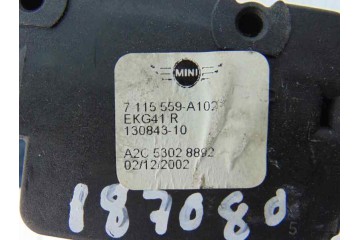 MINI
7 115 559-A102
EKG41 R
130843-10
A2C 5302 8892
02/12/2002
187080